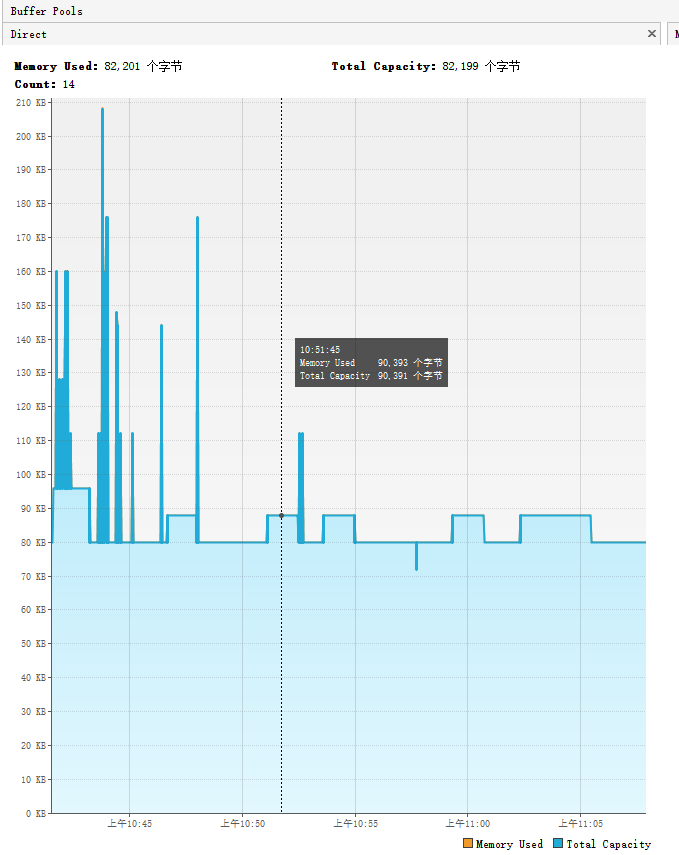 Buffer Pools
Direct
Memory Used: 82,201 个字节 Total Capacity: 82,199 个字节
Count: 14
210 KB
200 KB
190 KB
180 KB
170 KB
160 KB
150 KB
140 KB
130 KB
120 KB
110 KB
100 KB
90 KB
80 KB
70 KB
60 KB
50 KB
40 KB
30 KB
20 KB
10 KB
0 KB
10:51:45
Memory Used 90,393 个字节
Total Capacity 90,391 个字节
上午10:45 上午10:50 上午10:55 上午11:00 上午11:05
Memory Used Total Capacity